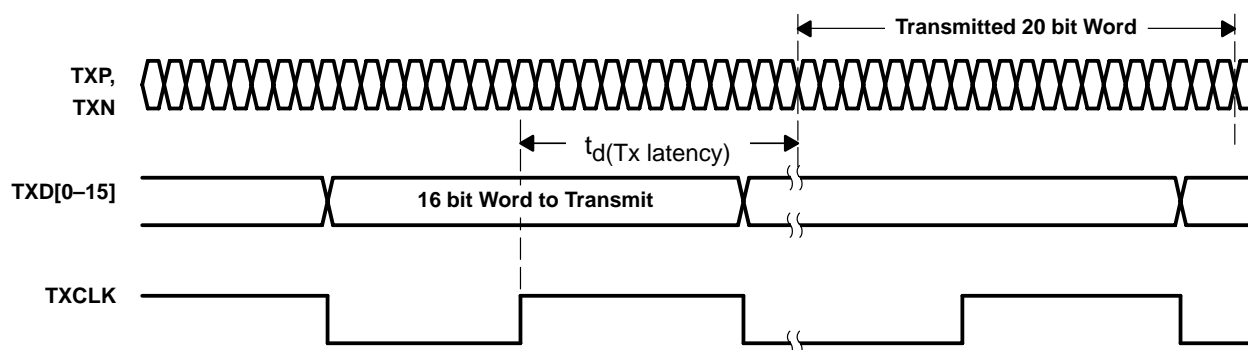 Transmitted 20 bit Word
TXP,
TXN
td(Tx latency)
TXD[0–15]
16 bit Word to Transmit
TXCLK